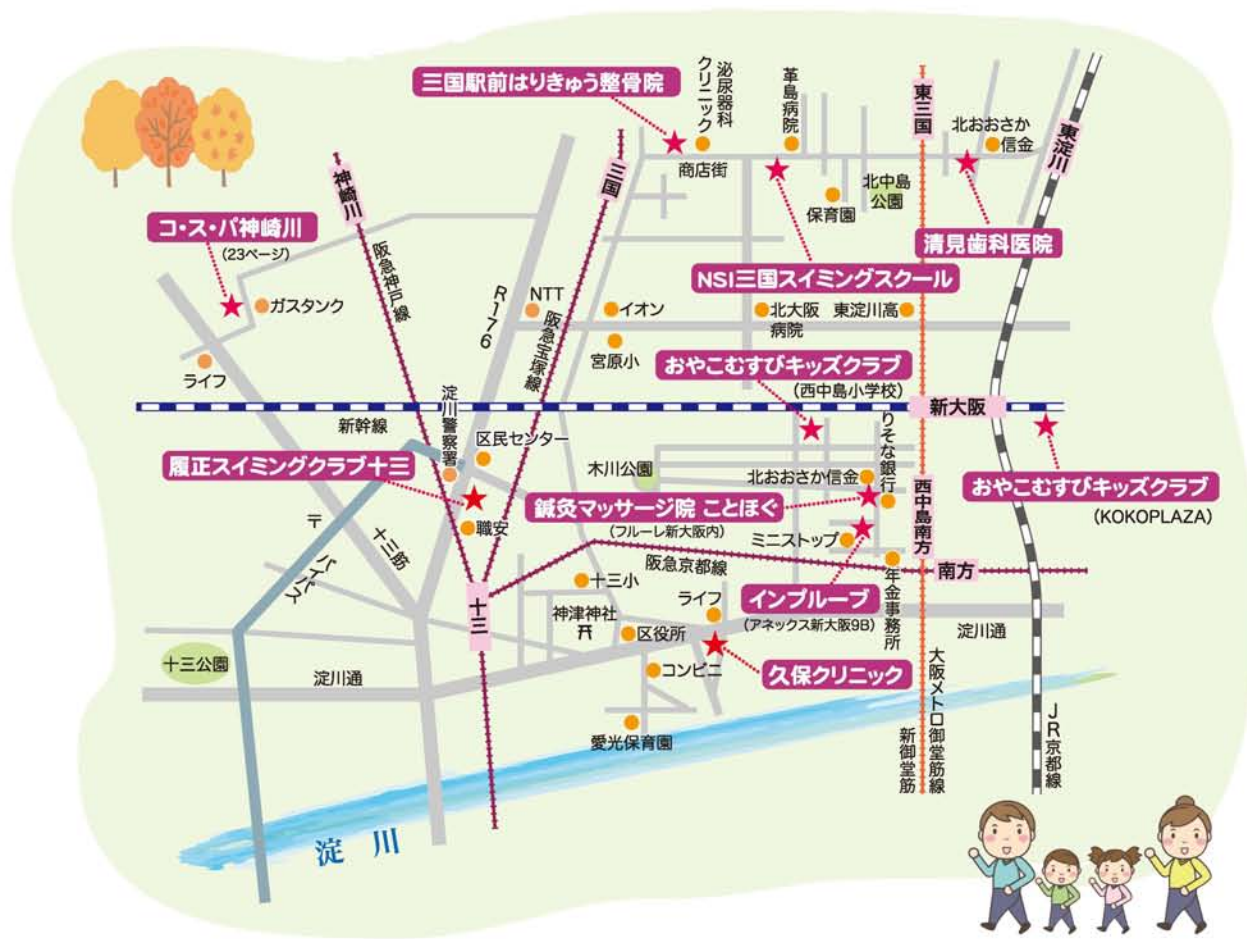 三国駅前はりきゅう整骨院
泌尿器科
クリニック
革島病院
東三国
北おおさか
信金
東淀川
商店街
三国
神崎川
北中島
公園
保育園
コ・ス・パ神崎川
(23ページ)
清見歯科医院
阪急神戸線
NSI三国スイミングスクール
ガスタンク
R176
NTT
阪急宝塚線
イオン
北大阪
病院
東淀川高
宮原小
ライフ
おやこむすびキッズクラブ
(西中島小学校)
新大阪
新幹線
淀川警察署
区民センター
りそな銀行
履正スイミングクラブ十三
木川公園
北おおさか信金
西中島南方
おやこむすびキッズクラブ
(KOKOPLAZA)
鍼灸マッサージ院 ことほぐ
(フルーレ新大阪内)
〒
十三筋
バイパス
職安
ミニストップ
阪急京都線
南方
十三小
インプルーブ
(アネックス新大阪9B)
年金事務所
十三
ライフ
神津神社
区役所
淀川通
十三公園
淀川通
コンビニ
久保クリニック
愛光保育園
大阪メトロ御堂筋線
新御堂筋
JR京都線
淀川